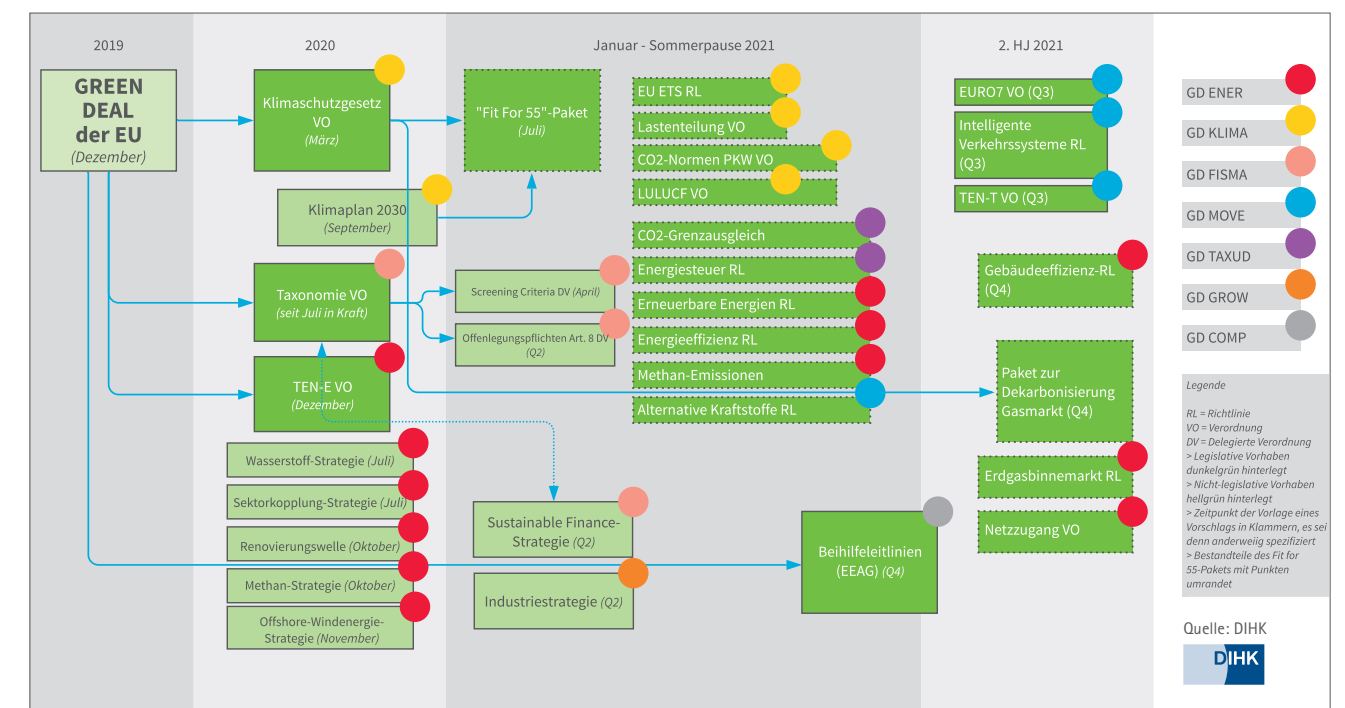 2019
2020
Januar - Sommerpause 2021
2. HJ 2021
GREEN
DEAL
der EU
(Dezember)
Klimaschutzgesetz
VO
(März)
Klimaplan 2030
(September)
Taxonomie VO
(seit Juli in Kraft)
TEN-E VO
(Dezember)
Wasserstoff-Strategie (Juli)
Sektorkopplung-Strategie (Juli)
Renovierungswelle (Oktober)
Methan-Strategie (Oktober)
Offshore-Windenergie-
Strategie (November)
"Fit For 55"-Paket
(Juli)
Screening Criteria DV (April)
Offenlegungspflichten Art. 8 DV
(Q2)
Sustainable Finance-
Strategie (Q2)
Industriestrategie (Q2)
EU ETS RL
Lastenteilung VO
CO2-Normen PKW VO
LULUCF VO
CO2-Grenzausgleich
Energiesteuer RL
Erneuerbare Energien RL
Energieeffizienz RL
Methan-Emissionen
Alternative Kraftstoffe RL
Beihilfeleitlinien
(EEAG) (Q4)
EURO7 VO (Q3)
Intelligente
Verkehrssysteme RL
(Q3)
TEN-T VO (Q3)
Gebäudeeffizienz-RL
(Q4)
Paket zur
Dekarbonisierung
Gasmarkt (Q4)
Erdgasbinnemarkt RL
Netzzugang VO
GD ENER
GD KLIMA
GD FISMA
GD MOVE
GD TAXUD
GD GROW
GD COMP
Legende
RL = Richtlinie
VO = Verordnung
DV = Delegierte Verordnung
> Legislative Vorhaben
dunkelgrün hinterlegt
> Nicht-legislative Vorhaben
hellgrün hinterlegt
> Zeitpunkt der Vorlage eines
Vorschlags in Klammern, es sei
denn anderweiig spezifiziert
> Bestandteile des Fit for
55-Pakets mit Punkten
umrandet
Quelle: DIHK
DIHK